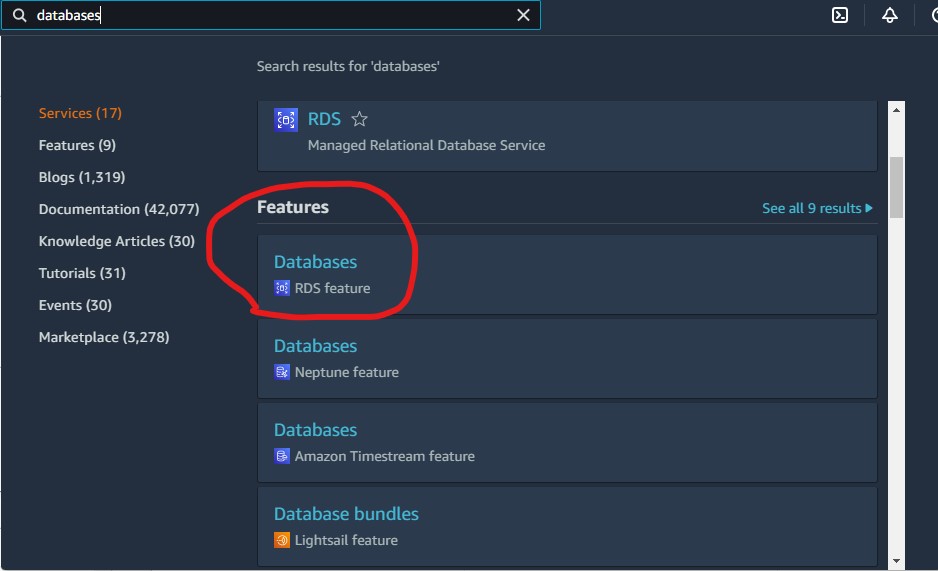 databases
Search results for 'databases'
Services (17)
Features (9)
Blogs (1,319)
Documentation (42,077)
Knowledge Articles (30)
Tutorials (31)
Events (30)
Marketplace (3,278)
RDS
Managed Relational Database Service
Features
See all 9 results
Databases
RDS feature
Databases
Neptune feature
Databases
Amazon Timestream feature
Database bundles
Lightsail feature